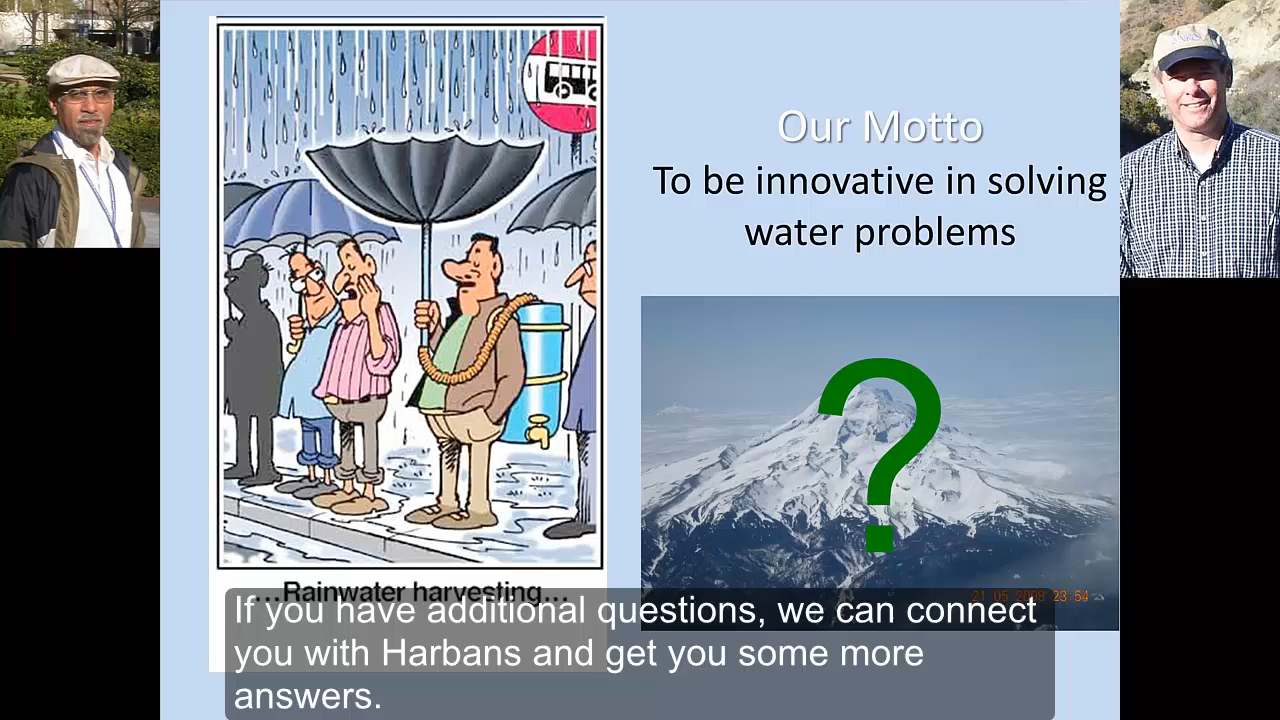 Our Motto
To be innovative in solving
water problems
...Rainwater harvesting...
21 05 2008 23:54
If you have additional questions, we can connect
you with Harbans and get you some more
answers.